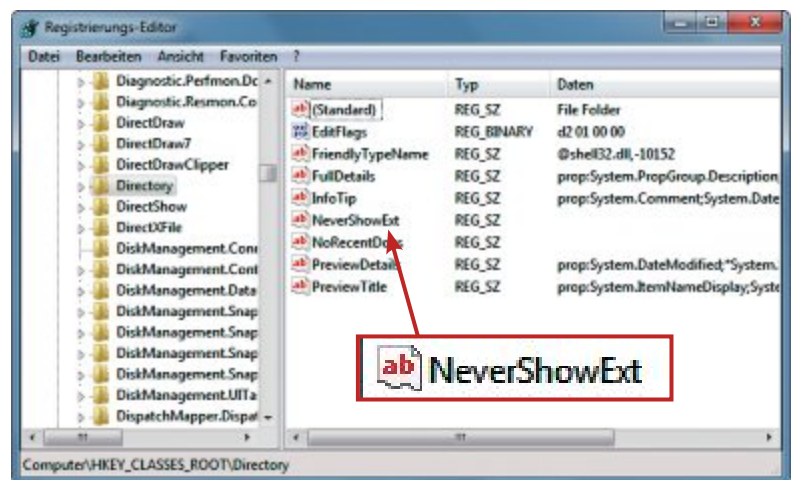 Registrierungs-Editor
Datei Bearbeiten Ansicht Favoriten ?
Diagnostic.Perfmon.Dc
Diagnostic.Resmon.Co
DirectDraw
DirectDraw7
DirectDrawClipper
Directory
DirectShow
DirectXFile
DiskManagement.Conn
DiskManagement.Cont
DiskManagement.Data
DiskManagement.Snap
DiskManagement.Snap
DiskManagement.Snap
DiskManagement.Snap
DiskManagement.UITa
DispatchMapper.Dispat
Name Typ Daten
(Standard) REG_SZ File Folder
EditFlags REG_BINARY d2 01 00 00
FriendlyTypeName REG_SZ @shell32.dll,-10152
FullDetails REG_SZ prop:System.PropGroup.Description;
InfoTip REG_SZ prop:System.Comment;System.Date
NeverShowExt REG_SZ
NoRecentDocs REG_SZ
PreviewDetails REG_SZ prop:System.DateModified;*System.
PreviewTitle REG_SZ prop:System.ItemNameDisplay;Syste
ab NeverShowExt
Computer\HKEY_CLASSES_ROOT\Directory